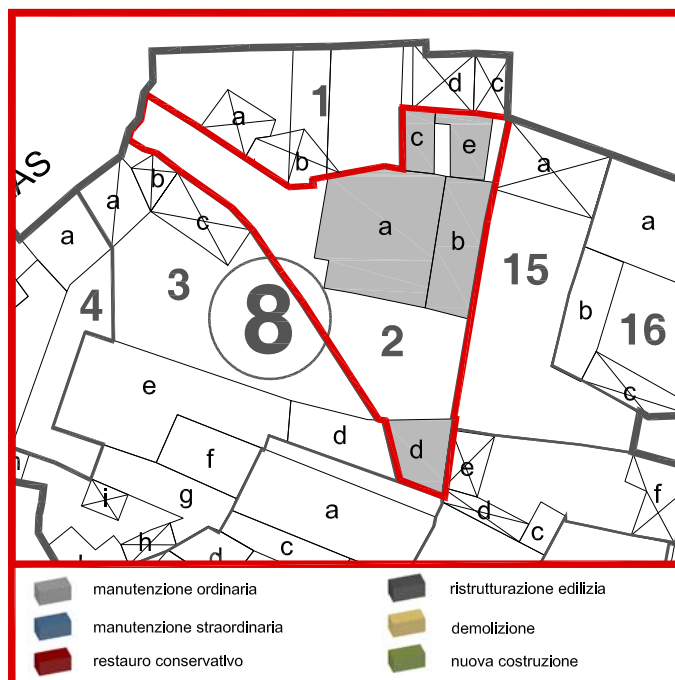 d c
1
a
c e
a
b
AS
b
a
c
a
a
a b
15
3
8
4
2
b 16
c
e
d
d
f
e
i g
a
f
d
c
h
d c
manutenzione ordinaria ristrutturazione edilizia
manutenzione straordinaria demolizione
restauro conservativo nuova costruzione